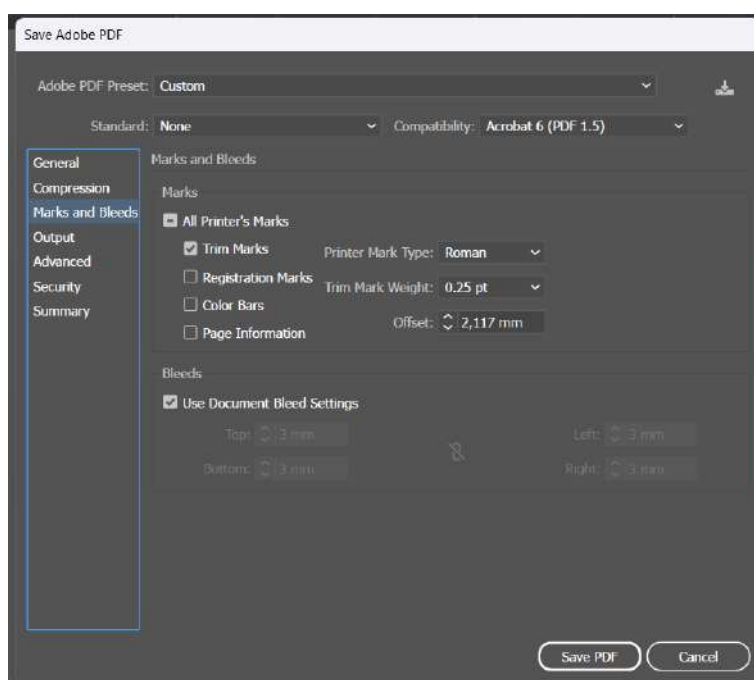 Save Adobe PDF
Adobe PDF Preset: Custom
Standard: None Compatibility: Acrobat 6 (PDF 1.5)
General
Compression
Marks and Bleeds
Output
Advanced
Security
Summary
Marks and Bleeds
Marks
All Printer's Marks
Trim Marks Printer Mark Type: Roman
Registration Marks Trim Mark Weight: 0.25 pt
Color Bars
Offset: 2,117 mm
Page Information
Bleeds
Use Document Bleed Settings
Top: 3 mm Left: 3 mm
Bottom: 3 mm Right: 3 mm
Save PDF Cancel